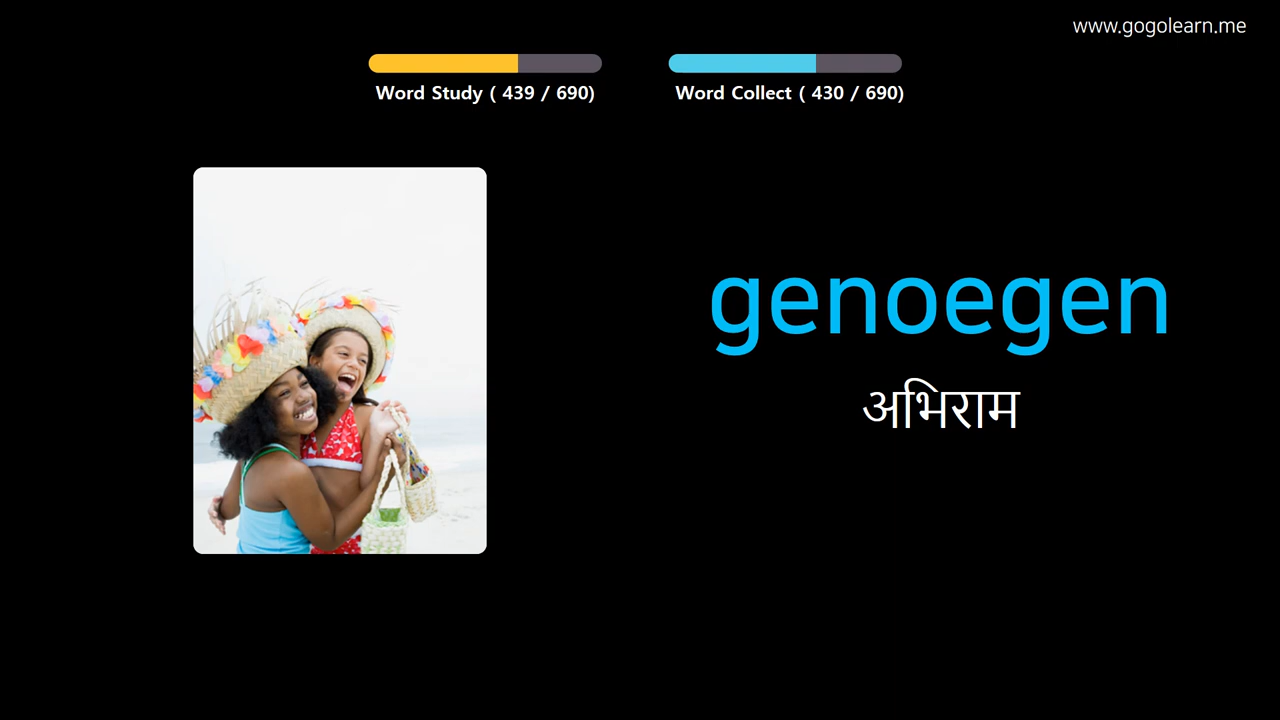 www.gogolearn.me
Word Study ( 439 / 690)
Word Collect ( 430 / 690)
genoegen
अभिराम